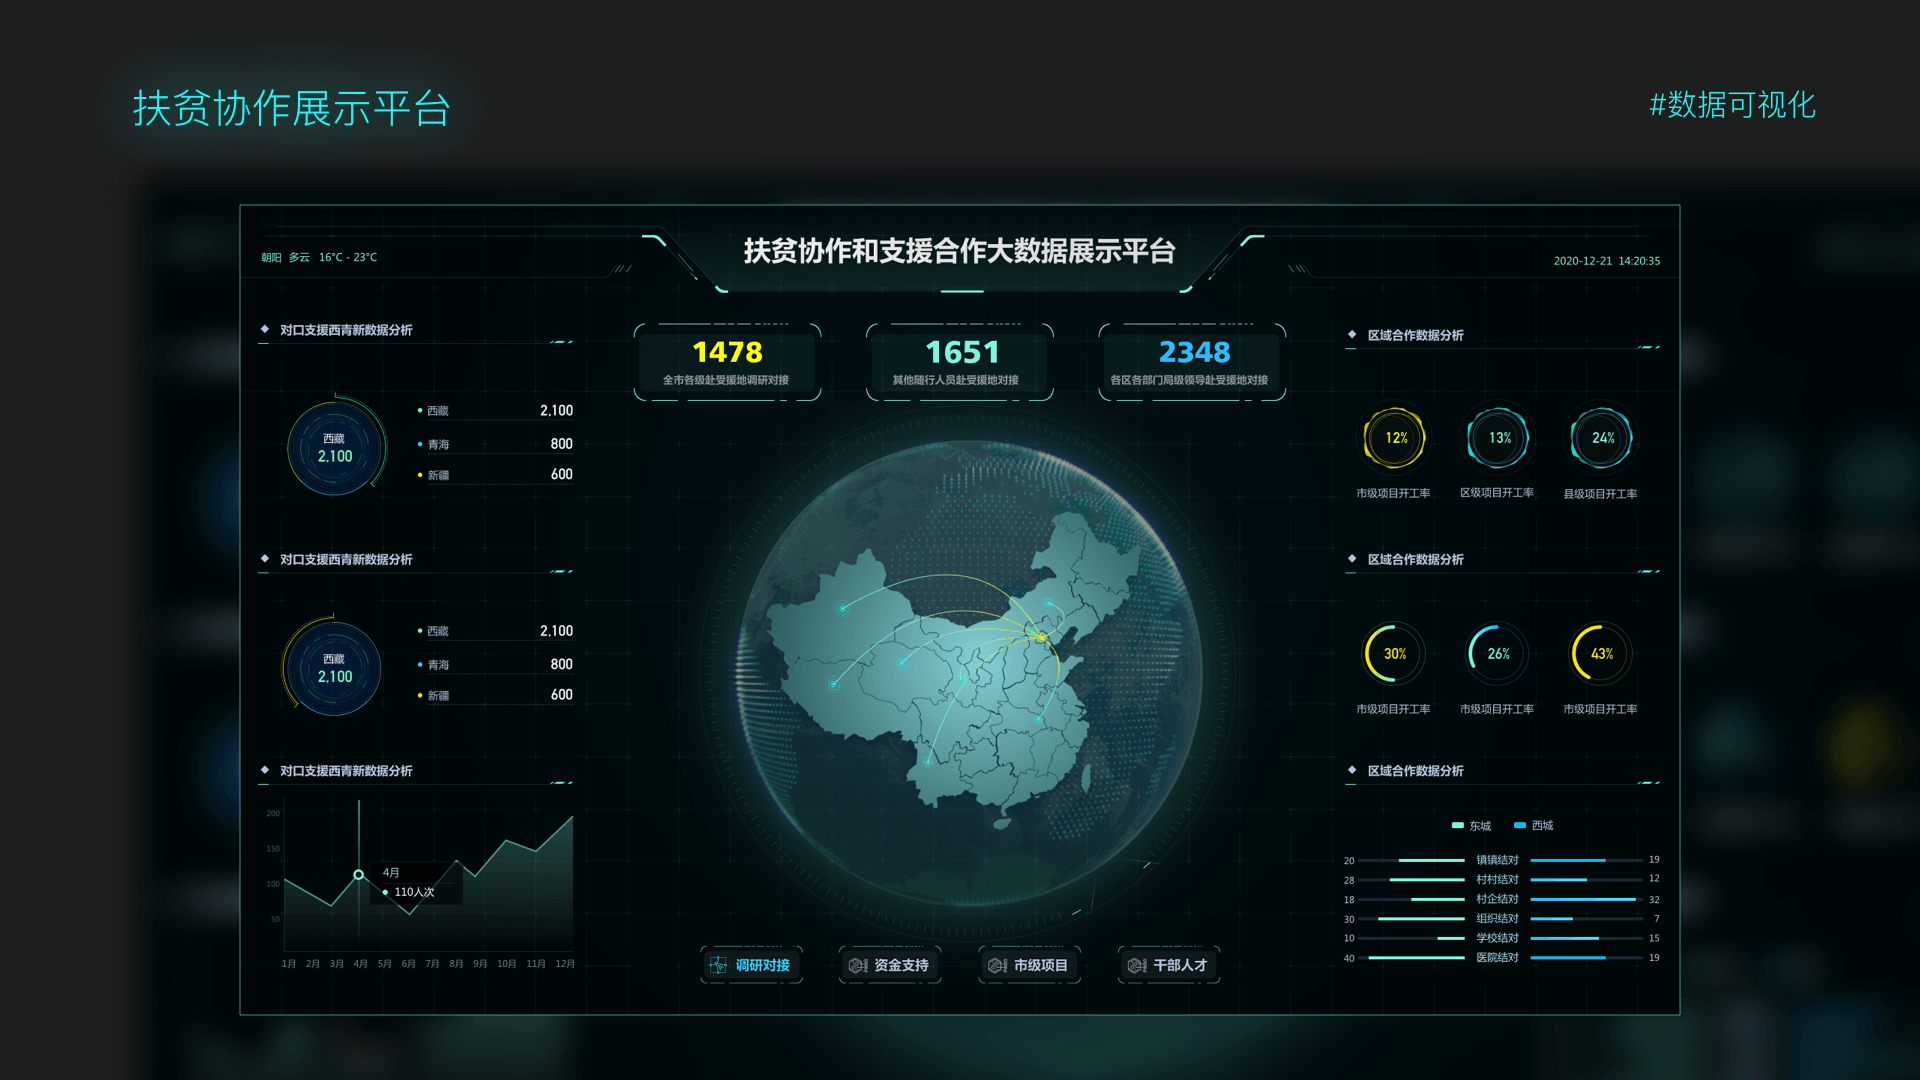 扶贫协作展示平台
#数据可视化
扶贫协作和支援合作大数据展示平台
朝阳 多云 16°C - 23°C
2020-12-21 14:20:35
对口支援西青新数据分析
西藏
2,100
西藏 2,100
青海 800
新疆 600
对口支援西青新数据分析
西藏
2,100
西藏 2,100
青海 800
新疆 600
对口支援西青新数据分析
200
150
100
50
4月
110人次
1月 2月 3月 4月 5月 6月 7月 8月 9月 10月 11月 12月
1478
全市各级赴受援地调研对接
1651
其他随行人员赴受援地对接
2348
各区各部门局级领导赴受援地对接
调研对接
资金支持
市级项目
干部人才
区域合作数据分析
12% 13% 24%
市级项目开工率 区级项目开工率 县级项目开工率
区域合作数据分析
30% 26% 43%
市级项目开工率 市级项目开工率 市级项目开工率
区域合作数据分析
东城 西城
20 镇镇结对 19
28 村村结对 12
18 村企结对 32
30 组织结对 7
10 学校结对 15
40 医院结对 19